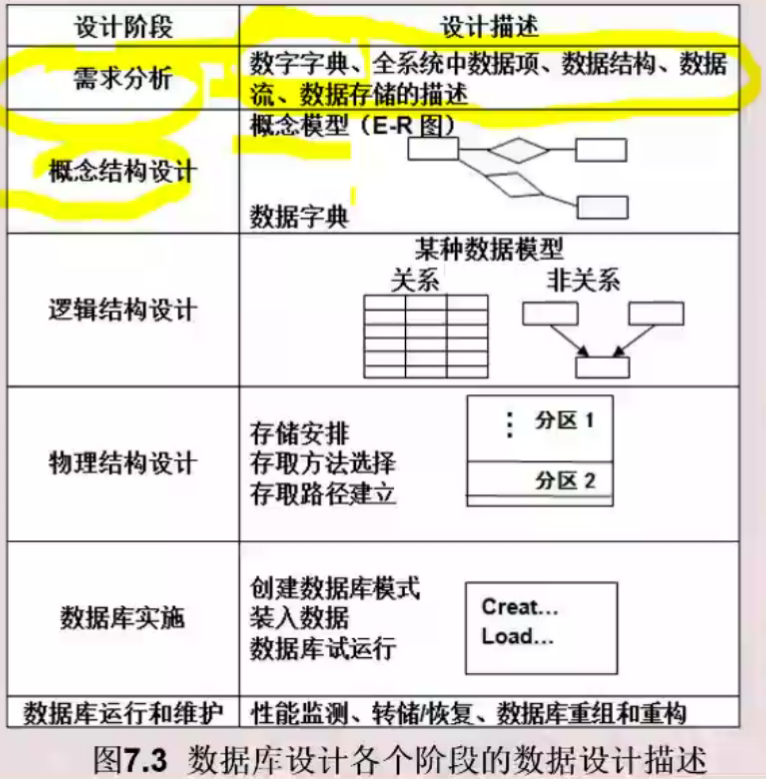 设计阶段 设计描述
需求分析 数字字典、全系统中数据项、数据结构、数据
流、数据存储的描述
概念模型（E-R 图）
概念结构设计
数据字典
某种数据模型
关系 非关系
逻辑结构设计
分区 1
存储安排
物理结构设计 存取方法选择
分区 2
存取路径建立
创建数据库模式
Creat...
数据库实施 装入数据
Load...
数据库试运行
数据库运行和维护 性能监测、转储/恢复、数据库重组和重构
图7.3 数据库设计各个阶段的数据设计描述